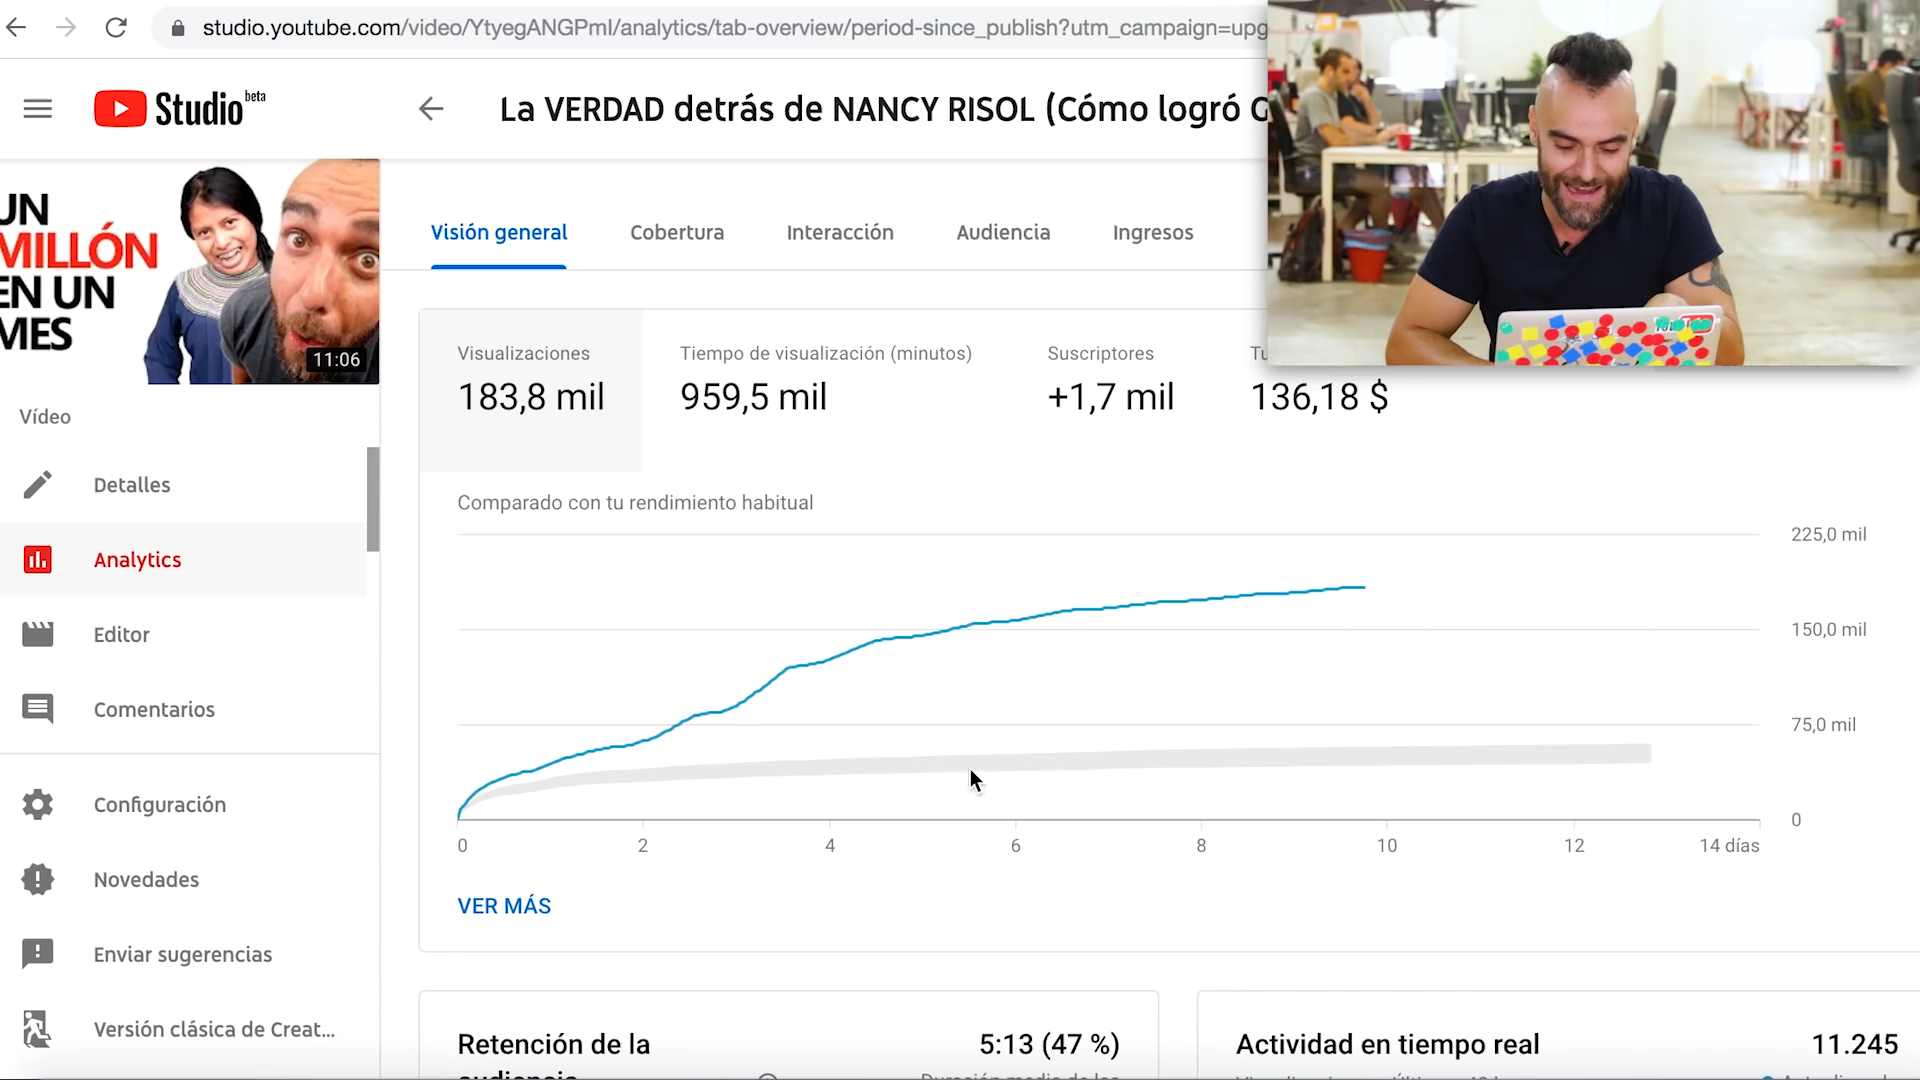 studio.youtube.com/video/YtyegANGPmI/analytics/tab-overview/period-since_publish?utm_campaign=upg
Studio beta
La VERDAD detrás de NANCY RISOL (Cómo logró
UN
MILLÓN
EN UN
MES
11:06
Vídeo
Detalles
Analytics
Editor
Comentarios
Configuración
Novedades
Enviar sugerencias
Versión clásica de Creat...
Visión general
Cobertura
Interacción
Audiencia
Ingresos
Visualizaciones
183,8 mil
Tiempo de visualización (minutos)
959,5 mil
Suscriptores
+1,7 mil
136,18 $
Comparado con tu rendimiento habitual
225,0 mil
150,0 mil
75,0 mil
0
0 2 4 6 8 10 12 14 días
VER MÁS
Retención de la
5:13 (47 %)
Actividad en tiempo real
11.245